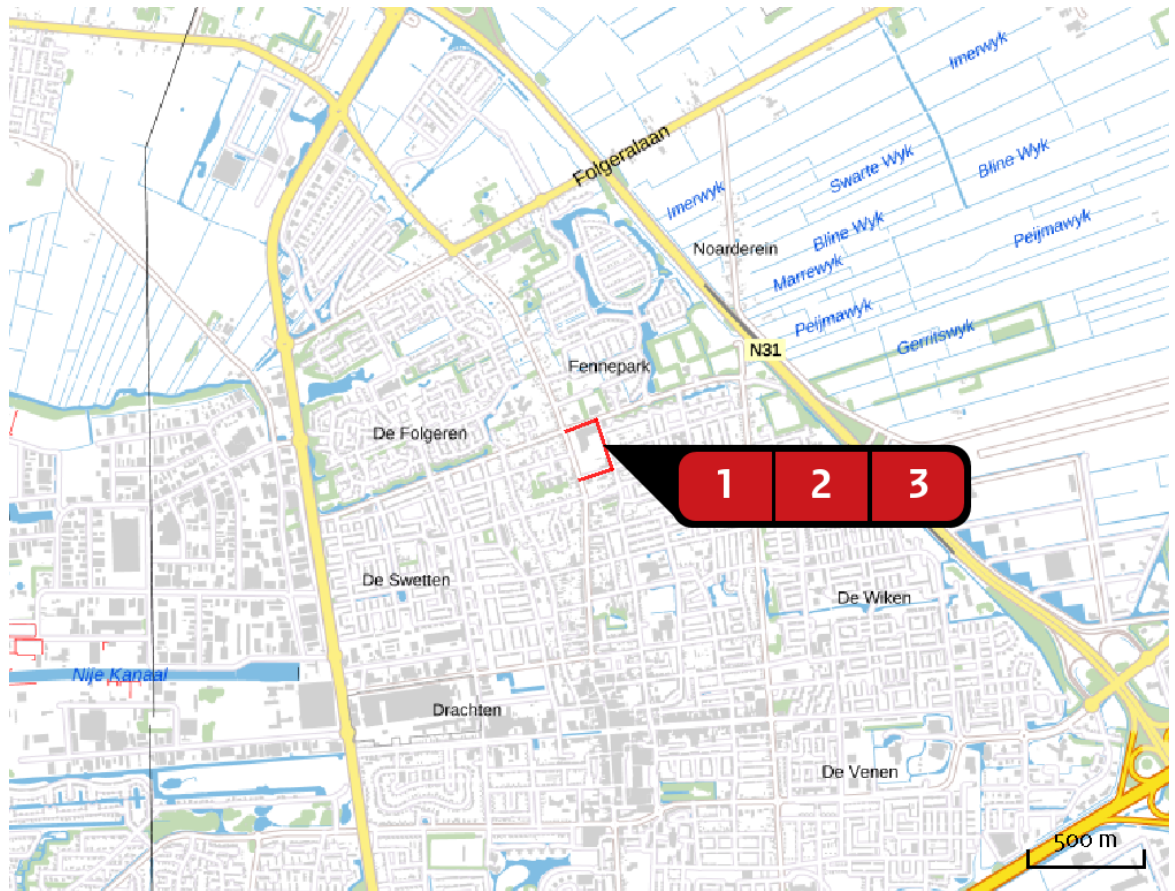 Imerwyk
Folgeralaan
Swarte Wyk
Bline Wyk
Imerwyk
Bline Wyk
Peijmawyk
Noarderein
Marrewyk
Peijmawyk
Gerritswyk
N31
Fennepark
De Folgeren
1 2 3
De Swetten
De Wiken
Nije Kanaal
Drachten
De Venen
500 m